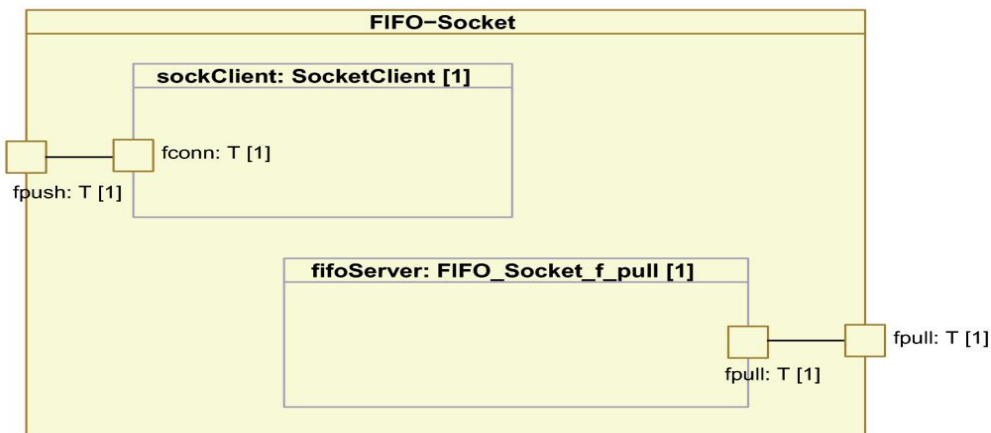 FIFO−Socket
sockClient: SocketClient [1]
fconn: T [1]
fpush: T [1]
fifoServer: FIFO_Socket_f_pull [1]
fpull: T [1]
fpull: T [1]